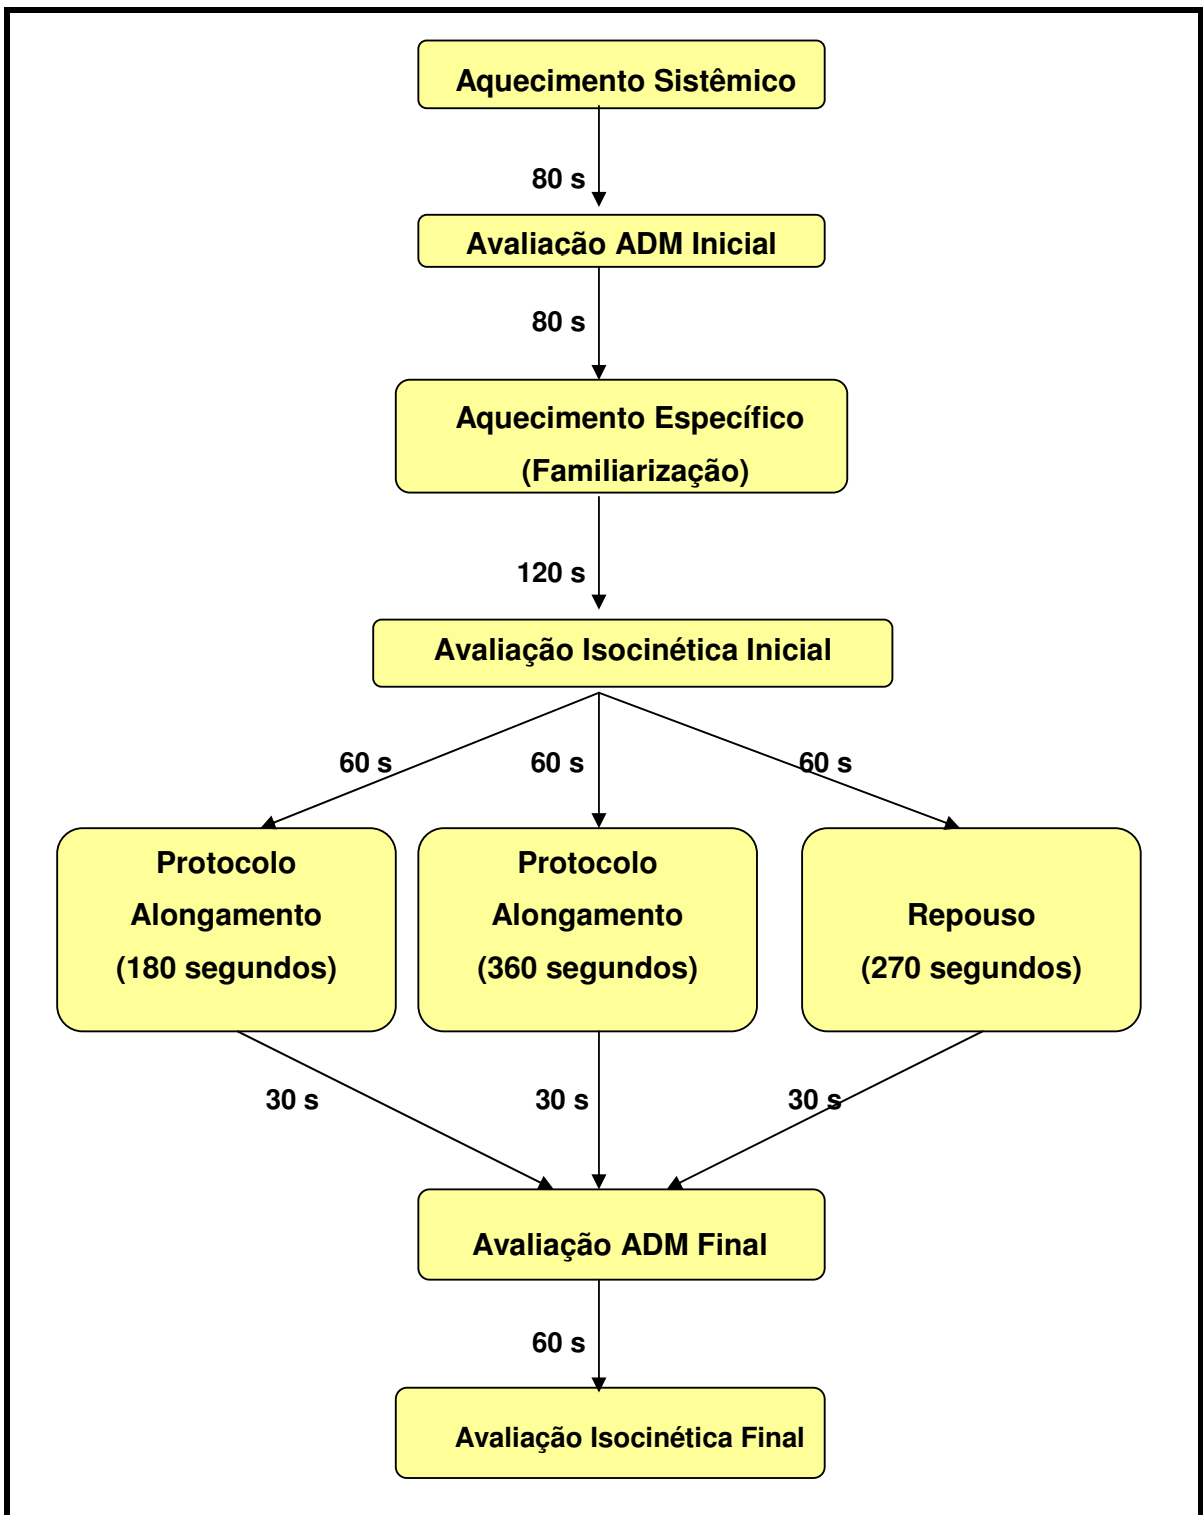 Aquecimento Sistêmico
80 s
Avaliação ADM Inicial
80 s
Aquecimento Específico
(Familiarização)
120 s
Avaliação Isocinética Inicial
60 s
60 s
60 s
Protocolo
Alongamento
(180 segundos)
Protocolo
Alongamento
(360 segundos)
Repouso
(270 segundos)
30 s
30 s
30 s
Avaliação ADM Final
60 s
Avaliação Isocinética Final